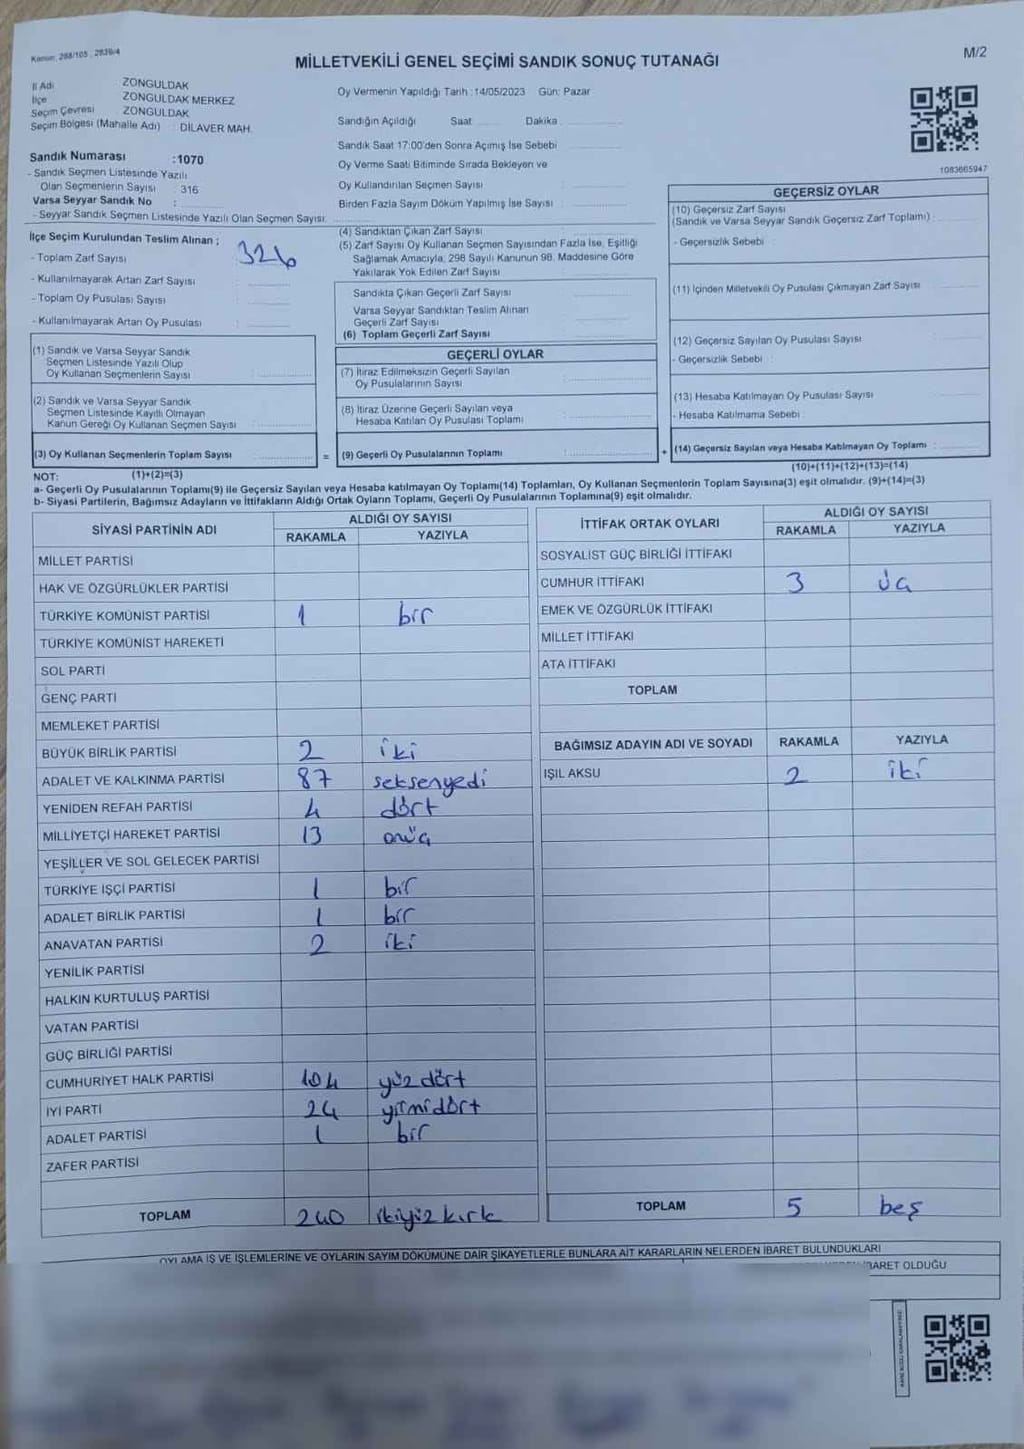 Kanun: 298/105 , 2839/4
MİLLETVEKİLİ GENEL SEÇİMİ SANDIK SONUÇ TUTANAĞI
M/2
İl Adı ZONGULDAK
İlçe ZONGULDAK MERKEZ
Seçim Çevresi ZONGULDAK
Seçim Bölgesi (Mahalle Adı) : DİLAVER MAH.
Oy Vermenin Yapıldığı Tarih :14/05/2023 Gün: Pazar
Sandığın Açıldığı Saat Dakika
Sandık Saat 17:00'den Sonra Açımış İse Sebebi
Oy Verme Saati Bitiminde Sırada Bekleyen ve
Oy Kullandırılan Seçmen Sayısı :
Birden Fazla Sayım Döküm Yapılmış İse Sayısı :
1083665947
Sandık Numarası :1070
- Sandık Seçmen Listesinde Yazılı
Olan Seçmenlerin Sayısı : 316
Varsa Seyyar Sandık No :
- Seyyar Sandık Seçmen Listesinde Yazılı Olan Seçmen Sayısı:
İlçe Seçim Kurulundan Teslim Alınan ;
- Toplam Zarf Sayısı : 326
- Kullanılmayarak Artan Zarf Sayısı :
- Toplam Oy Pusulası Sayısı :
- Kullanılmayarak Artan Oy Pusulası :
(4) Sandıktan Çıkan Zarf Sayısı :
(5) Zarf Sayısı Oy Kullanan Seçmen Sayısından Fazla İse, Eşitliği
Sağlamak Amacıyla, 298 Sayılı Kanunun 98. Maddesine Göre
Yakılarak Yok Edilen Zarf Sayısı :
Sandıkta Çıkan Geçerli Zarf Sayısı :
Varsa Seyyar Sandıktan Teslim Alınan
Geçerli Zarf Sayısı :
(6) Toplam Geçerli Zarf Sayısı :
GEÇERSİZ OYLAR
(10) Geçersiz Zarf Sayısı
(Sandık ve Varsa Seyyar Sandık Geçersiz Zarf Toplamı) :
- Geçersizlik Sebebi :
(11) İçinden Milletvekili Oy Pusulası Çıkmayan Zarf Sayısı :
(12) Geçersiz Sayılan Oy Pusulası Sayısı :
- Geçersizlik Sebebi :
(13) Hesaba Katılmayan Oy Pusulası Sayısı :
- Hesaba Katılmama Sebebi :
(14) Geçersiz Sayılan veya Hesaba Katılmayan Oy Toplamı :
(10)+(11)+(12)+(13)=(14)
(1) Sandık ve Varsa Seyyar Sandık
Seçmen Listesinde Yazılı Olup
Oy Kullanan Seçmenlerin Sayısı :
(2) Sandık ve Varsa Seyyar Sandık
Seçmen Listesinde Kayıtlı Olmayan
Kanun Gereği Oy Kullanan Seçmen Sayısı :
(3) Oy Kullanan Seçmenlerin Toplam Sayısı :
GEÇERLİ OYLAR
(7) İtiraz Edilmeksizin Geçerli Sayılan
Oy Pusulalarının Sayısı :
(8) İtiraz Üzerine Geçerli Sayılan veya
Hesaba Katılan Oy Pusulası Toplamı :
= (9) Geçerli Oy Pusulalarının Toplamı : +
NOT: (1)+(2)=(3)
a- Geçerli Oy Pusulalarının Toplamı(9) ile Geçersiz Sayılan veya Hesaba katılmayan Oy Toplamı(14) Toplamları, Oy Kullanan Seçmenlerin Toplam Sayısına(3) eşit olmalıdır. (9)+(14)=(3)
b- Siyasi Partilerin, Bağımsız Adayların ve İttifakların Aldığı Ortak Oyların Toplamı, Geçerli Oy Pusulalarının Toplamına(9) eşit olmalıdır.
SİYASİ PARTİNİN ADI ALDIĞI OY SAYISI
RAKAMLA YAZIYLA
MİLLET PARTİSİ
HAK VE ÖZGÜRLÜKLER PARTİSİ
TÜRKİYE KOMÜNİST PARTİSİ 1 bir
TÜRKİYE KOMÜNİST HAREKETİ
SOL PARTİ
GENÇ PARTİ
MEMLEKET PARTİSİ
BÜYÜK BİRLİK PARTİSİ 2 iki
ADALET VE KALKINMA PARTİSİ 87 seksenyedi
YENİDEN REFAH PARTİSİ 4 dört
MİLLİYETÇİ HAREKET PARTİSİ 13 onüç
YEŞİLLER VE SOL GELECEK PARTİSİ
TÜRKİYE İŞÇİ PARTİSİ 1 bir
ADALET BİRLİK PARTİSİ 1 bir
ANAVATAN PARTİSİ 2 iki
YENİLİK PARTİSİ
HALKIN KURTULUŞ PARTİSİ
VATAN PARTİSİ
GÜÇ BİRLİĞİ PARTİSİ
CUMHURİYET HALK PARTİSİ 104 yüzdört
İYİ PARTİ 24 yirmidört
ADALET PARTİSİ 1 bir
ZAFER PARTİSİ
TOPLAM 240 ikiyüzkırk
İTTİFAK ORTAK OYLARI ALDIĞI OY SAYISI
RAKAMLA YAZIYLA
SOSYALİST GÜÇ BİRLİĞİ İTTİFAKI
CUMHUR İTTİFAKI 3 üç
EMEK VE ÖZGÜRLÜK İTTİFAKI
MİLLET İTTİFAKI
ATA İTTİFAKI
TOPLAM
BAĞIMSIZ ADAYIN ADI VE SOYADI RAKAMLA YAZIYLA
IŞIL AKSU 2 iki
TOPLAM 5 beş
OYLAMA İŞ VE İŞLEMLERİNE VE OYLARIN SAYIM DÖKÜMÜNE DAİR ŞİKAYETLERLE BUNLARA AİT KARARLARIN NELERDEN İBARET BULUNDUKLARI
İBARET OLDUĞU